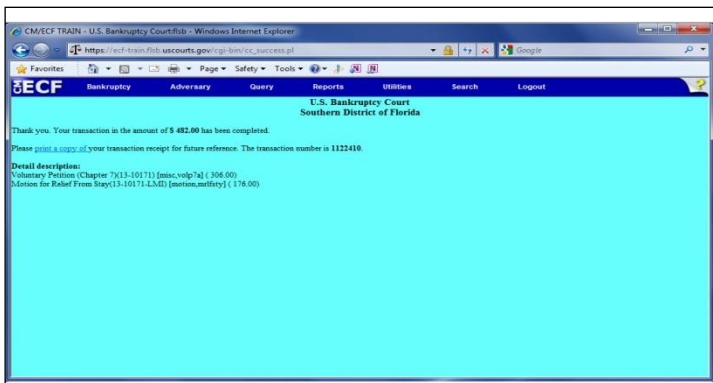 CM/ECF TRAIN - U.S. Bankruptcy Court:flsb - Windows Internet Explorer
https://ecf-train.flsb.uscourts.gov/cgi-bin/cc_success.pl
Google
Favorites Page Safety Tools
ECF Bankruptcy Adversary Query Reports Utilities Search Logout ?
U.S. Bankruptcy Court
Southern District of Florida
Thank you. Your transaction in the amount of $ 482.00 has been completed.
Please print a copy of your transaction receipt for future reference. The transaction number is 1122410.
Detail description:
Voluntary Petition (Chapter 7)(13-10171) [misc,volp7a] ( 306.00)
Motion for Relief From Stay(13-10171-LMI) [motion,mrlfsty] ( 176.00)